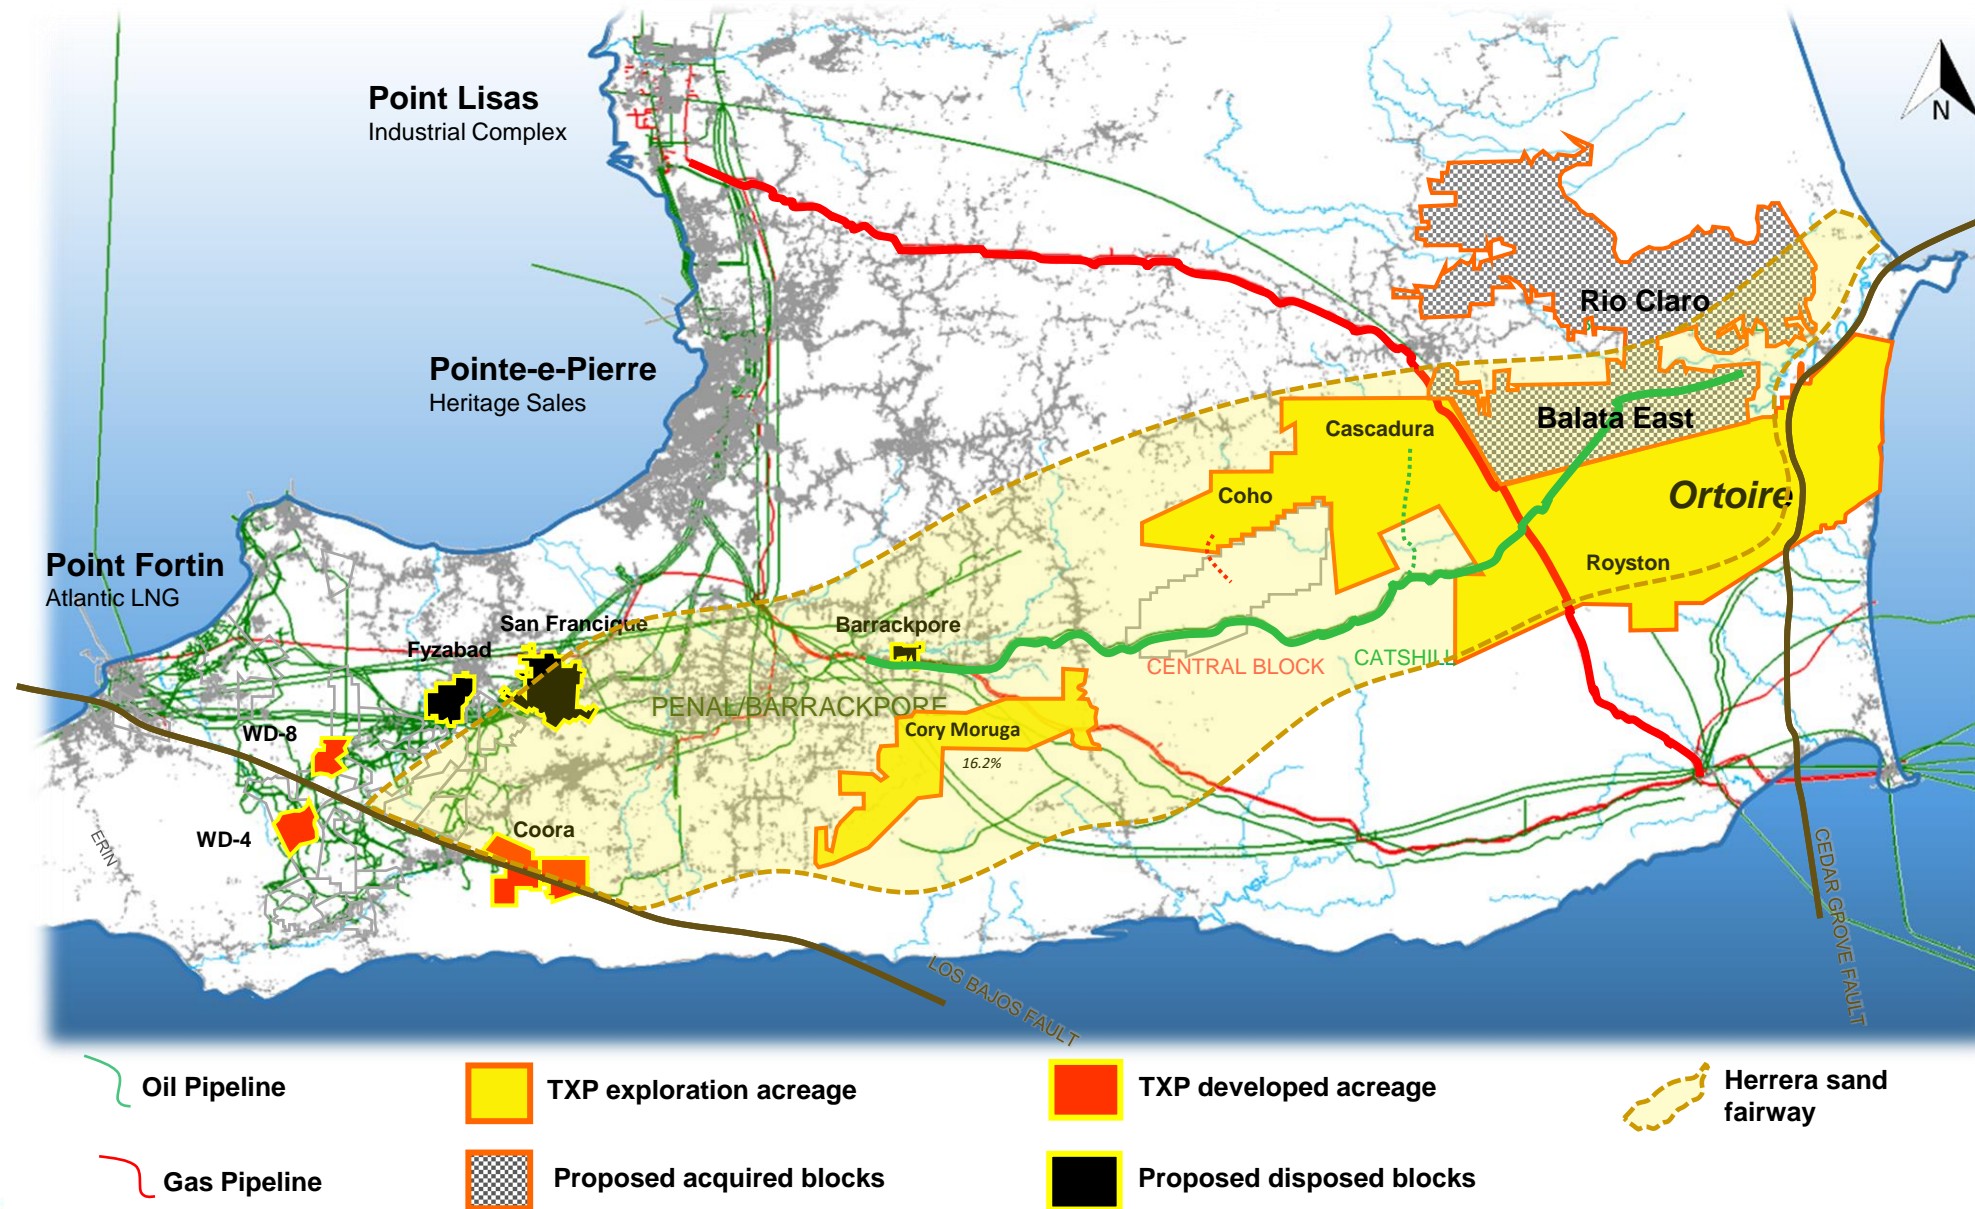 Point Lisas
Industrial Complex
N
Rio Claro
Pointe-e-Pierre
Heritage Sales
Balata East
Cascadura
Coho
Ortoire
Royston
Point Fortin
Atlantic LNG
San Francique
Barrackpore
Fyzabad
CENTRAL BLOCK
CATSHILL
PENAL/BARRACKPORE
Cory Moruga
16.2%
WD-8
WD-4
Coora
ERIN
CEDAR GROVE FAULT
LOS BAJOS FAULT
Oil Pipeline
TXP exploration acreage
TXP developed acreage
Herrera sand
fairway
Gas Pipeline
Proposed acquired blocks
Proposed disposed blocks